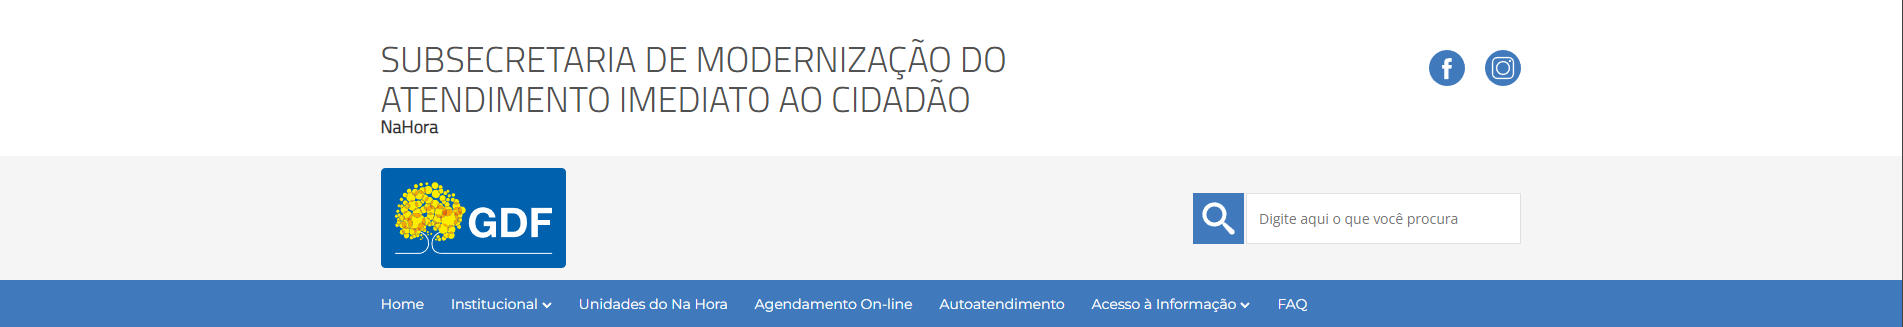 SUBSECRETARIA DE MODERNIZAÇÃO DO
ATENDIMENTO IMEDIATO AO CIDADÃO
NaHora
GDF
Digite aqui o que você procura
Home Institucional Unidades do Na Hora Agendamento On-line Autoatendimento Acesso à Informação FAQ